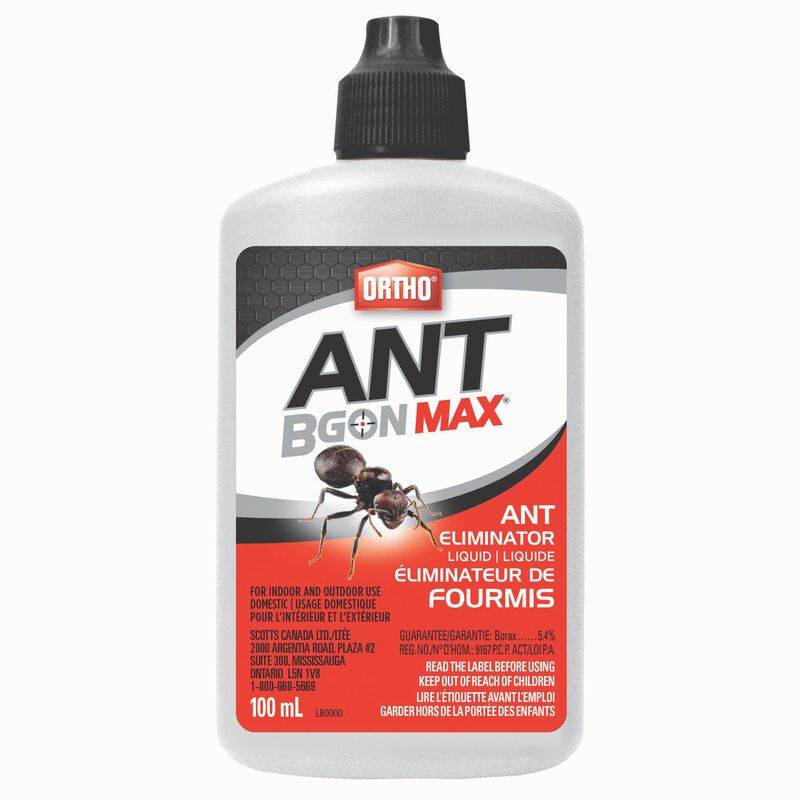 ORTHO®
ANT
BGON MAX®
ANT
ELIMINATOR
LIQUID | LIQUIDE
ÉLIMINATEUR DE
FOURMIS
FOR INDOOR AND OUTDOOR USE
DOMESTIC | USAGE DOMESTIQUE
POUR L'INTÉRIEUR ET L'EXTÉRIEUR
SCOTTS CANADA LTD./LTÉE
2000 ARGENTIA ROAD, PLAZA #2
SUITE 300, MISSISSAUGA
ONTARIO L5N 1V8
1-800-668-5669
100 mL LB0000
GUARANTEE/GARANTIE: Borax......5.4%
REG.NO./N° D'HOM.: 9167 P.C.P. ACT/LOI P.A.
READ THE LABEL BEFORE USING
KEEP OUT OF REACH OF CHILDREN
LIRE L'ÉTIQUETTE AVANT L'EMPLOI
GARDER HORS DE LA PORTÉE DES ENFANTS